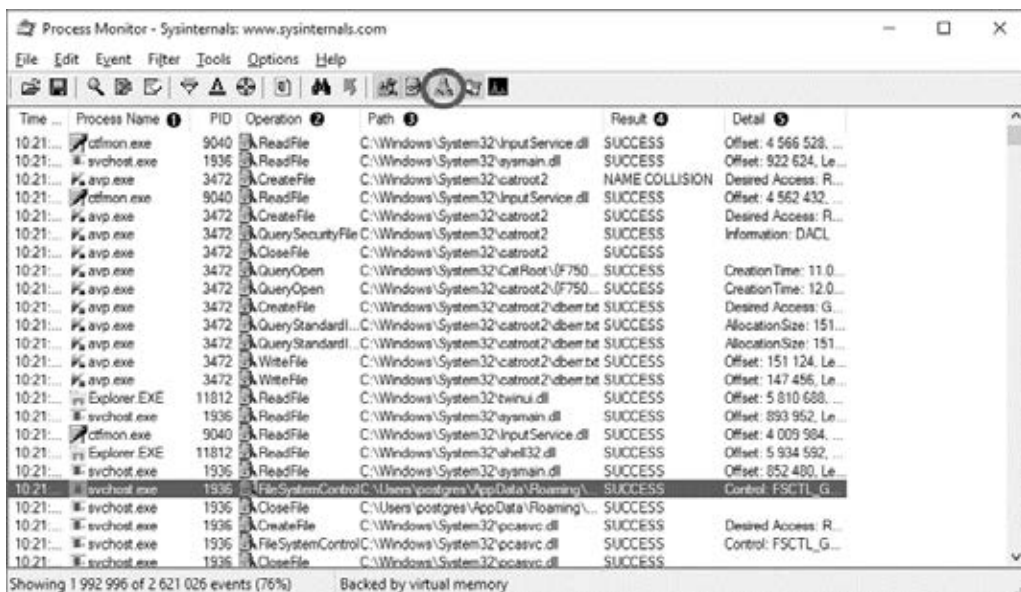 Process Monitor - Sysinternals: www.sysinternals.com
File Edit Event Filter Tools Options Help
Time ... Process Name ❶ PID Operation ❷ Path ❸ Result ❹ Detail ❺
10:21:... ctfmon.exe 9040 ReadFile C:\Windows\System32\InputService.dll SUCCESS Offset: 4 566 528, ...
10:21:... svchost.exe 1936 ReadFile C:\Windows\System32\sysmain.dll SUCCESS Offset: 922 624, Le...
10:21:... avp.exe 3472 CreateFile C:\Windows\System32\catroot2 NAME COLLISION Desired Access: R...
10:21:... ctfmon.exe 9040 ReadFile C:\Windows\System32\InputService.dll SUCCESS Offset: 4 562 432, ...
10:21:... avp.exe 3472 CreateFile C:\Windows\System32\catroot2 SUCCESS Desired Access: R...
10:21:... avp.exe 3472 QuerySecurityFile C:\Windows\System32\catroot2 SUCCESS Information: DACL
10:21:... avp.exe 3472 CloseFile C:\Windows\System32\catroot2 SUCCESS
10:21:... avp.exe 3472 QueryOpen C:\Windows\System32\CatRoot\{F750... SUCCESS CreationTime: 11.0...
10:21:... avp.exe 3472 QueryOpen C:\Windows\System32\catroot2\{F750... SUCCESS CreationTime: 12.0...
10:21:... avp.exe 3472 CreateFile C:\Windows\System32\catroot2\dberr.txt SUCCESS Desired Access: G...
10:21:... avp.exe 3472 QueryStandardI... C:\Windows\System32\catroot2\dberr.txt SUCCESS AllocationSize: 151...
10:21:... avp.exe 3472 QueryStandardI... C:\Windows\System32\catroot2\dberr.txt SUCCESS AllocationSize: 151...
10:21:... avp.exe 3472 WriteFile C:\Windows\System32\catroot2\dberr.txt SUCCESS Offset: 151 124, Le...
10:21:... avp.exe 3472 WriteFile C:\Windows\System32\catroot2\dberr.txt SUCCESS Offset: 147 456, Le...
10:21:... Explorer.EXE 11812 ReadFile C:\Windows\System32\twinui.dll SUCCESS Offset: 5 810 688, ...
10:21:... svchost.exe 1936 ReadFile C:\Windows\System32\sysmain.dll SUCCESS Offset: 893 952, Le...
10:21:... ctfmon.exe 9040 ReadFile C:\Windows\System32\InputService.dll SUCCESS Offset: 4 009 984, ...
10:21:... Explorer.EXE 11812 ReadFile C:\Windows\System32\shell32.dll SUCCESS Offset: 5 934 592, ...
10:21:... svchost.exe 1936 ReadFile C:\Windows\System32\sysmain.dll SUCCESS Offset: 852 480, Le...
10:21:... svchost.exe 1936 FileSystemControl C:\Users\postgres\AppData\Roaming\... SUCCESS Control: FSCTL_G...
10:21:... svchost.exe 1936 CloseFile C:\Users\postgres\AppData\Roaming\... SUCCESS
10:21:... svchost.exe 1936 CreateFile C:\Windows\System32\pcasvc.dll SUCCESS Desired Access: R...
10:21:... svchost.exe 1936 FileSystemControl C:\Windows\System32\pcasvc.dll SUCCESS Control: FSCTL_G...
10:21:... svchost.exe 1936 CloseFile C:\Windows\System32\pcasvc.dll SUCCESS
Showing 1 992 996 of 2 621 026 events (76%) Backed by virtual memory